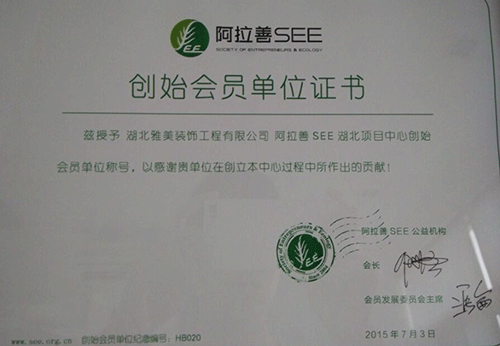 阿拉善SEE
SOCIETY OF ENTREPRENEURS & ECOLOGY
创始会员单位证书
兹授予 湖北雅美装饰工程有限公司 阿拉善SEE湖北项目中心创始
会员单位称号，以感谢贵单位在创立本中心过程中所作出的贡献！
Society of Entrepreneurs & Ecology
SEE
阿拉善SEE公益机构
会长
会员发展委员会主席
www.see.org.cn 创始会员单位纪念编号：HB020
2015年7月3日